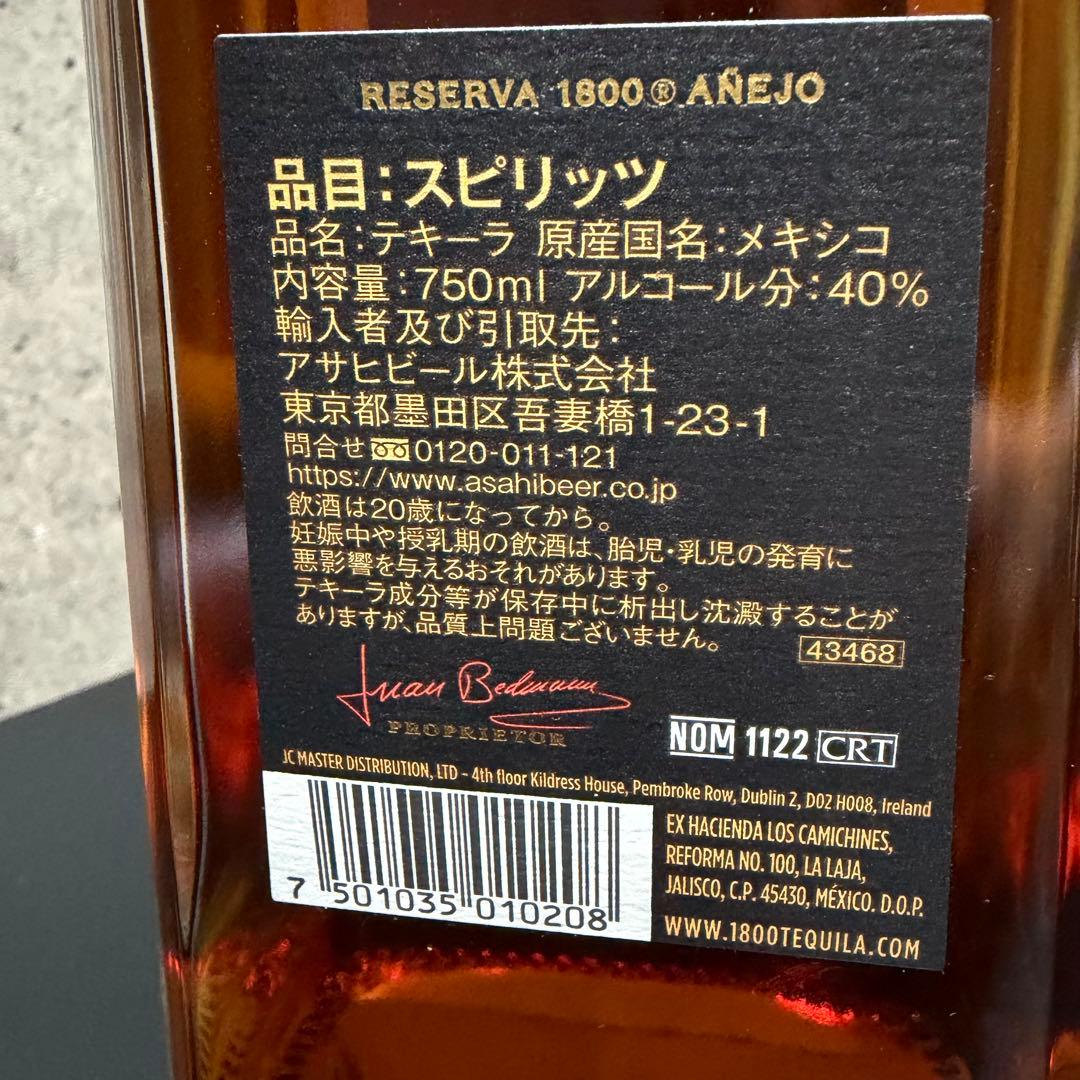 RESERVA 1800® AÑEJO
品目:スピリッツ
品名:テキーラ 原産国名:メキシコ
内容量:750ml アルコール分:40%
輸入者及び引取先:
アサヒビール株式会社
東京都墨田区吾妻橋1-23-1
問合せ 0120-011-121
https://www.asahibeer.co.jp
飲酒は20歳になってから。
妊娠中や授乳期の飲酒は、胎児・乳児の発育に
悪影響を与えるおそれがあります。
テキーラ成分等が保存中に析出し沈澱することが
ありますが、品質上問題ございません。
43468
Juan Beckmann
PROPRIETOR
NOM 1122 CRT
JC MASTER DISTRIBUTION, LTD - 4th floor Kildress House, Pembroke Row, Dublin 2, D02 H008, Ireland
EX HACIENDA LOS CAMICHINES,
REFORMA NO. 100, LA LAJA,
JALISCO, C.P. 45430, MÉXICO. D.O.P.
WWW.1800TEQUILA.COM
7 501035 010208